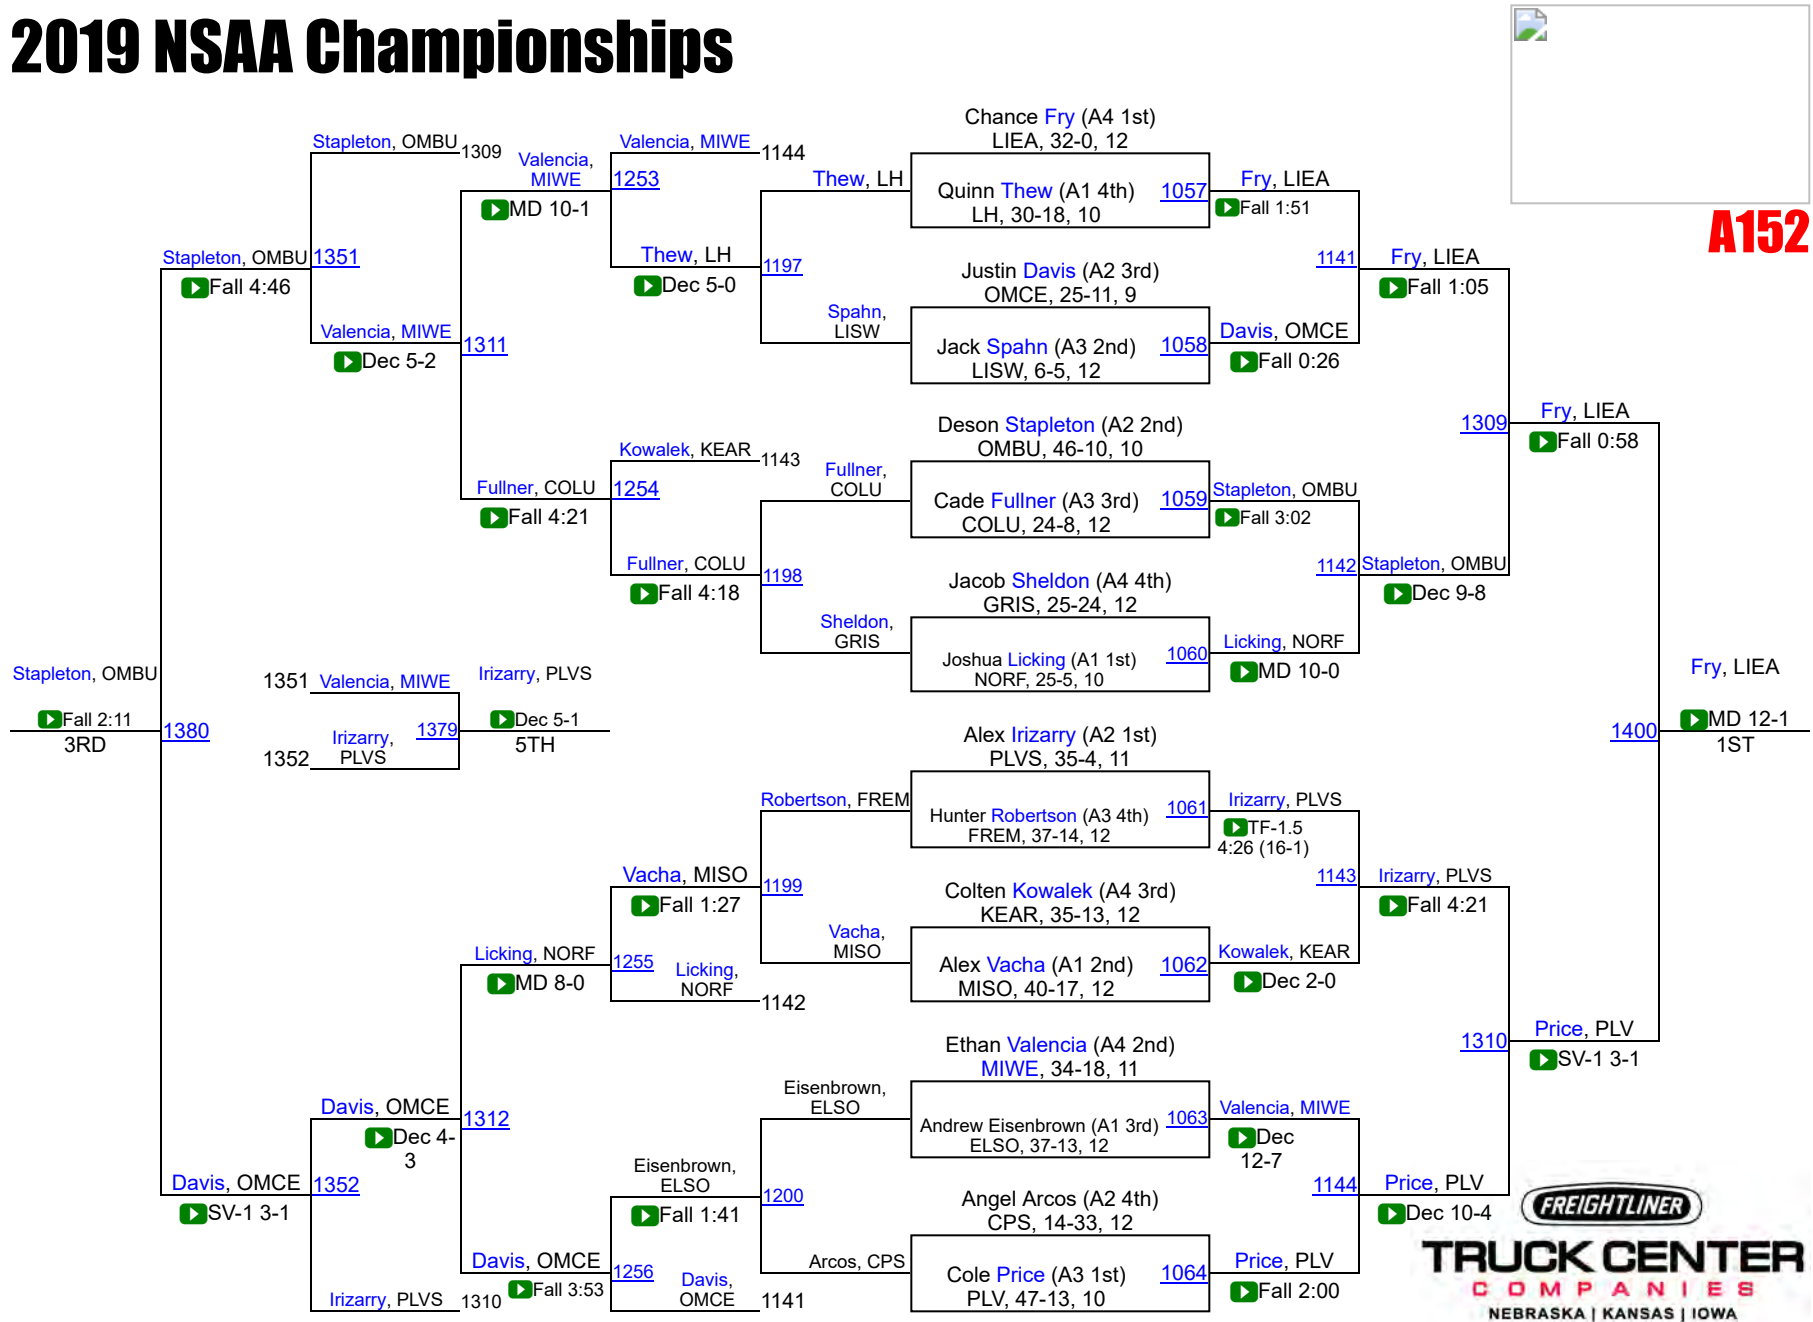 2019 NSAA Championships
A152
Chance Fry (A4 1st)
LIEA, 32-0, 12
Quinn Thew (A1 4th)
LH, 30-18, 10
1057
Justin Davis (A2 3rd)
OMCE, 25-11, 9
Jack Spahn (A3 2nd)
LISW, 6-5, 12
1058
Deson Stapleton (A2 2nd)
OMBU, 46-10, 10
Cade Fullner (A3 3rd)
COLU, 24-8, 12
1059
Jacob Sheldon (A4 4th)
GRIS, 25-24, 12
Joshua Licking (A1 1st)
NORF, 25-5, 10
1060
Alex Irizarry (A2 1st)
PLVS, 35-4, 11
Hunter Robertson (A3 4th)
FREM, 37-14, 12
1061
Colten Kowalek (A4 3rd)
KEAR, 35-13, 12
Alex Vacha (A1 2nd)
MISO, 40-17, 12
1062
Ethan Valencia (A4 2nd)
MIWE, 34-18, 11
Andrew Eisenbrown (A1 3rd)
ELSO, 37-13, 12
1063
Angel Arcos (A2 4th)
CPS, 14-33, 12
Cole Price (A3 1st)
PLV, 47-13, 10
1064
Fry, LIEA
Fall 1:51
1141
Davis, OMCE
Fall 0:26
Stapleton, OMBU
Fall 3:02
1142
Licking, NORF
MD 10-0
Irizarry, PLVS
TF-1.5
4:26 (16-1)
1143
Kowalek, KEAR
Dec 2-0
Valencia, MIWE
Dec
12-7
1144
Price, PLV
Fall 2:00
Fry, LIEA
Fall 1:05
1309
Stapleton, OMBU
Dec 9-8
Irizarry, PLVS
Fall 4:21
1310
Price, PLV
Dec 10-4
Fry, LIEA
Fall 0:58
1400
Price, PLV
SV-1 3-1
Fry, LIEA
MD 12-1
1ST
Thew, LH
1197
Spahn,
LISW
Fullner,
COLU
1198
Sheldon,
GRIS
Robertson, FREM
1199
Vacha,
MISO
Eisenbrown,
ELSO
1200
Arcos, CPS
Valencia, MIWE
1144
1253
Thew, LH
Dec 5-0
Kowalek, KEAR
1143
1254
Fullner, COLU
Fall 4:18
Vacha, MISO
Fall 1:27
1255
Licking,
NORF
1142
Eisenbrown,
ELSO
Fall 1:41
1256
Davis,
OMCE
1141
Valencia,
MIWE
MD 10-1
1311
Fullner, COLU
Fall 4:21
Licking, NORF
MD 8-0
1312
Davis, OMCE
Fall 3:53
Stapleton, OMBU
1309
1351
Valencia, MIWE
Dec 5-2
Davis, OMCE
Dec 4-
3
1352
Irizarry, PLVS
1310
Stapleton, OMBU
Fall 4:46
1380
Davis, OMCE
SV-1 3-1
Stapleton, OMBU
Fall 2:11
3RD
1351
Valencia, MIWE
1379
1352
Irizarry,
PLVS
Irizarry, PLVS
Dec 5-1
5TH
FREIGHTLINER
TRUCK CENTER
COMPANIES
NEBRASKA | KANSAS | IOWA